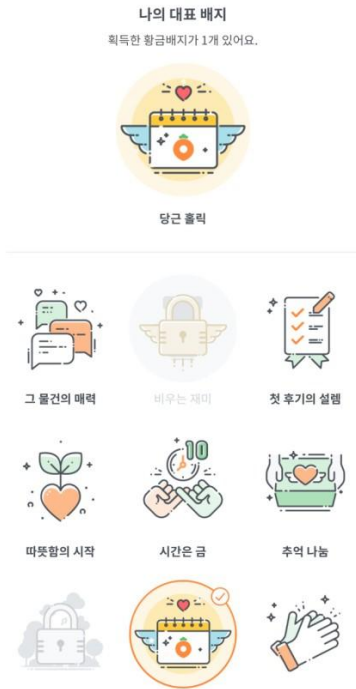 나의 대표 배지
획득한 황금배지가 1개 있어요.
당근 홀릭
그 물건의 매력
비우는 재미
첫 후기의 설렘
10
따뜻함의 시작
시간은 금
추억 나눔